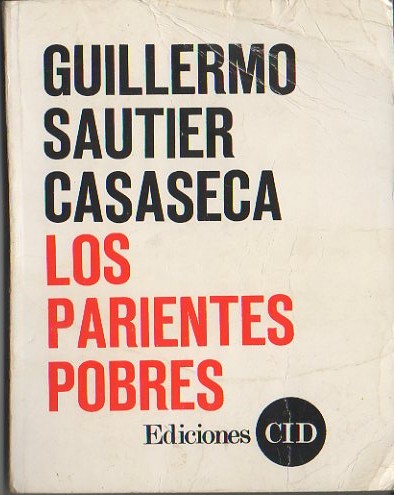 GUILLERMO
SAUTIER
CASASECA
LOS
PARIENTES
POBRES
Ediciones CID